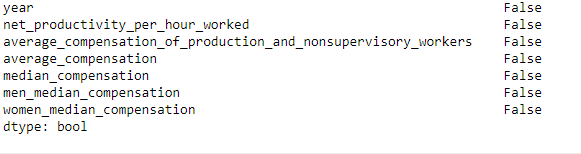 year False
net_productivity_per_hour_worked False
average_compensation_of_production_and_nonsupervisory_workers False
average_compensation False
median_compensation False
men_median_compensation False
women_median_compensation False
dtype: bool